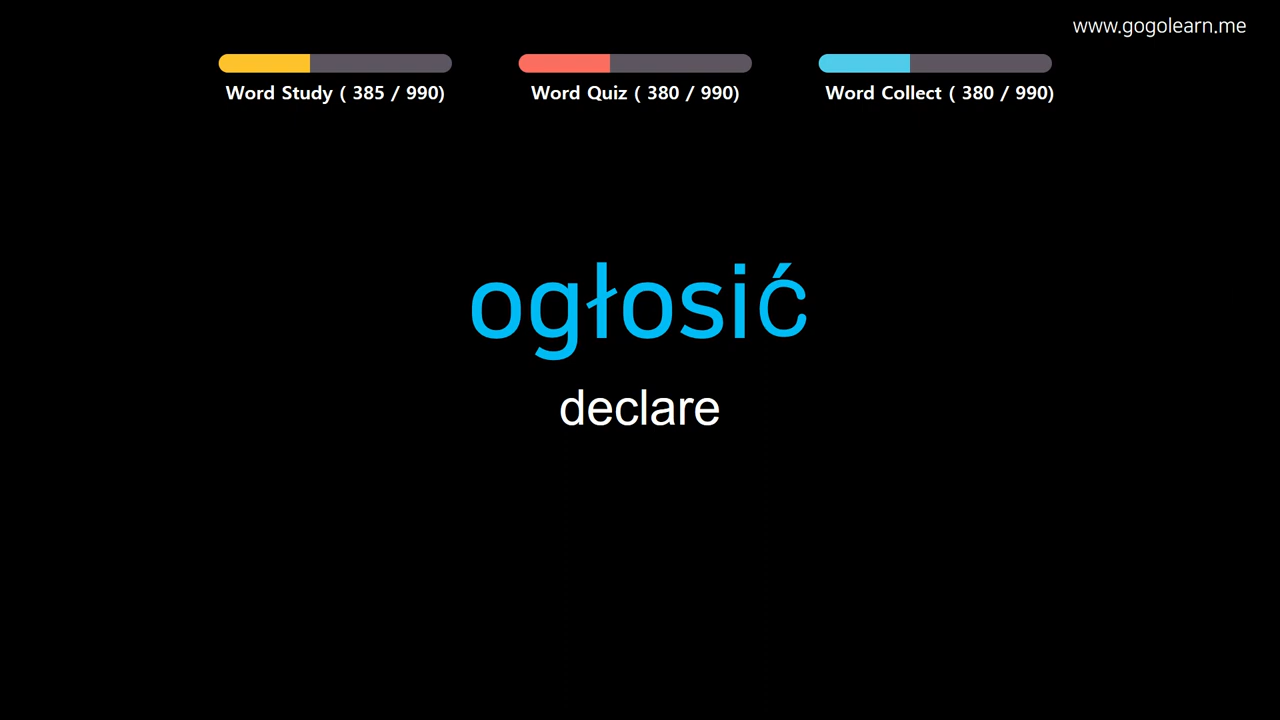 www.gogolearn.me
Word Study ( 385 / 990)
Word Quiz ( 380 / 990)
Word Collect ( 380 / 990)
ogłosić
declare